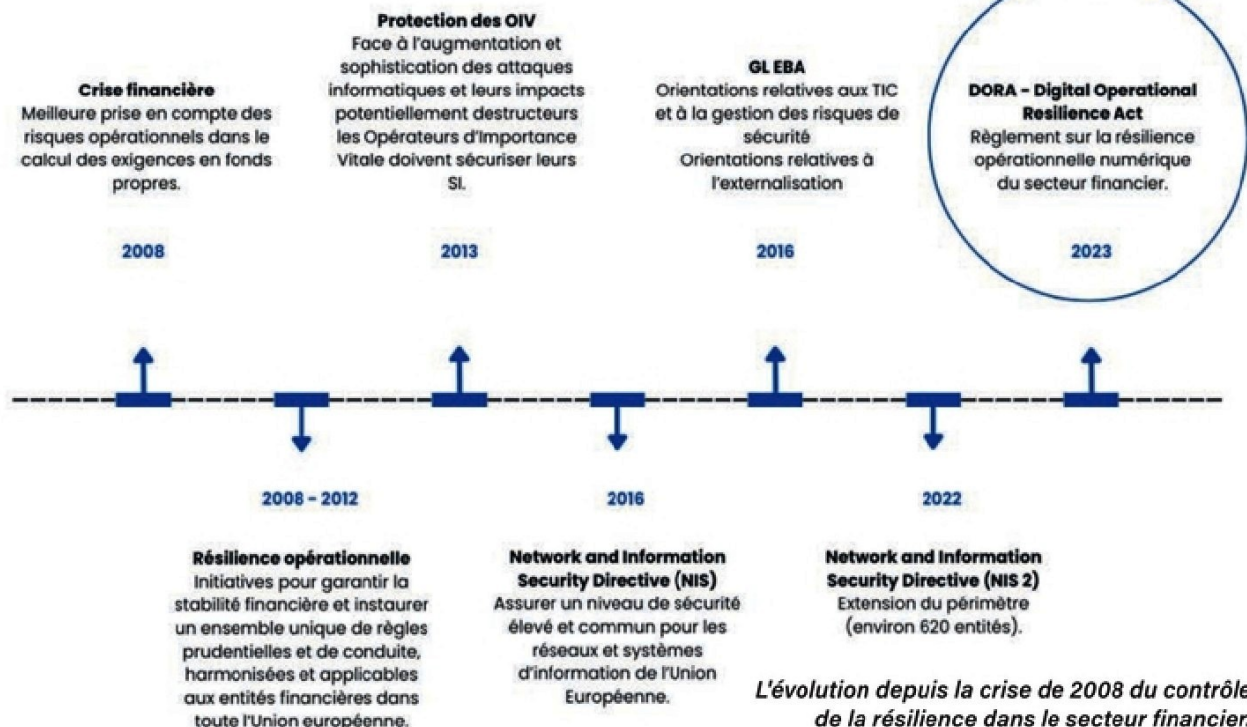 Crise financière
Meilleure prise en compte des
risques opérationnels dans le
calcul des exigences en fonds
propres.
2008
Protection des OIV
Face à l'augmentation et
sophistication des attaques
informatiques et leurs impacts
potentiellement destructeurs
les Opérateurs d'Importance
Vitale doivent sécuriser leurs
SI.
2013
GL EBA
Orientations relatives aux TIC
et à la gestion des risques de
sécurité
Orientations relatives à
l'externalisation
2016
DORA - Digital Operational
Resilience Act
Règlement sur la résilience
opérationnelle numérique
du secteur financier.
2023
2008 - 2012
Résilience opérationnelle
Initiatives pour garantir la
stabilité financière et instaurer
un ensemble unique de règles
prudentielles et de conduite,
harmonisées et applicables
aux entités financières dans
toute l'Union européenne.
2016
Network and Information
Security Directive (NIS)
Assurer un niveau de sécurité
élevé et commun pour les
réseaux et systèmes
d'information de l'Union
Européenne.
2022
Network and Information
Security Directive (NIS 2)
Extension du périmètre
(environ 620 entités).
L'évolution depuis la crise de 2008 du contrôle
de la résilience dans le secteur financier.